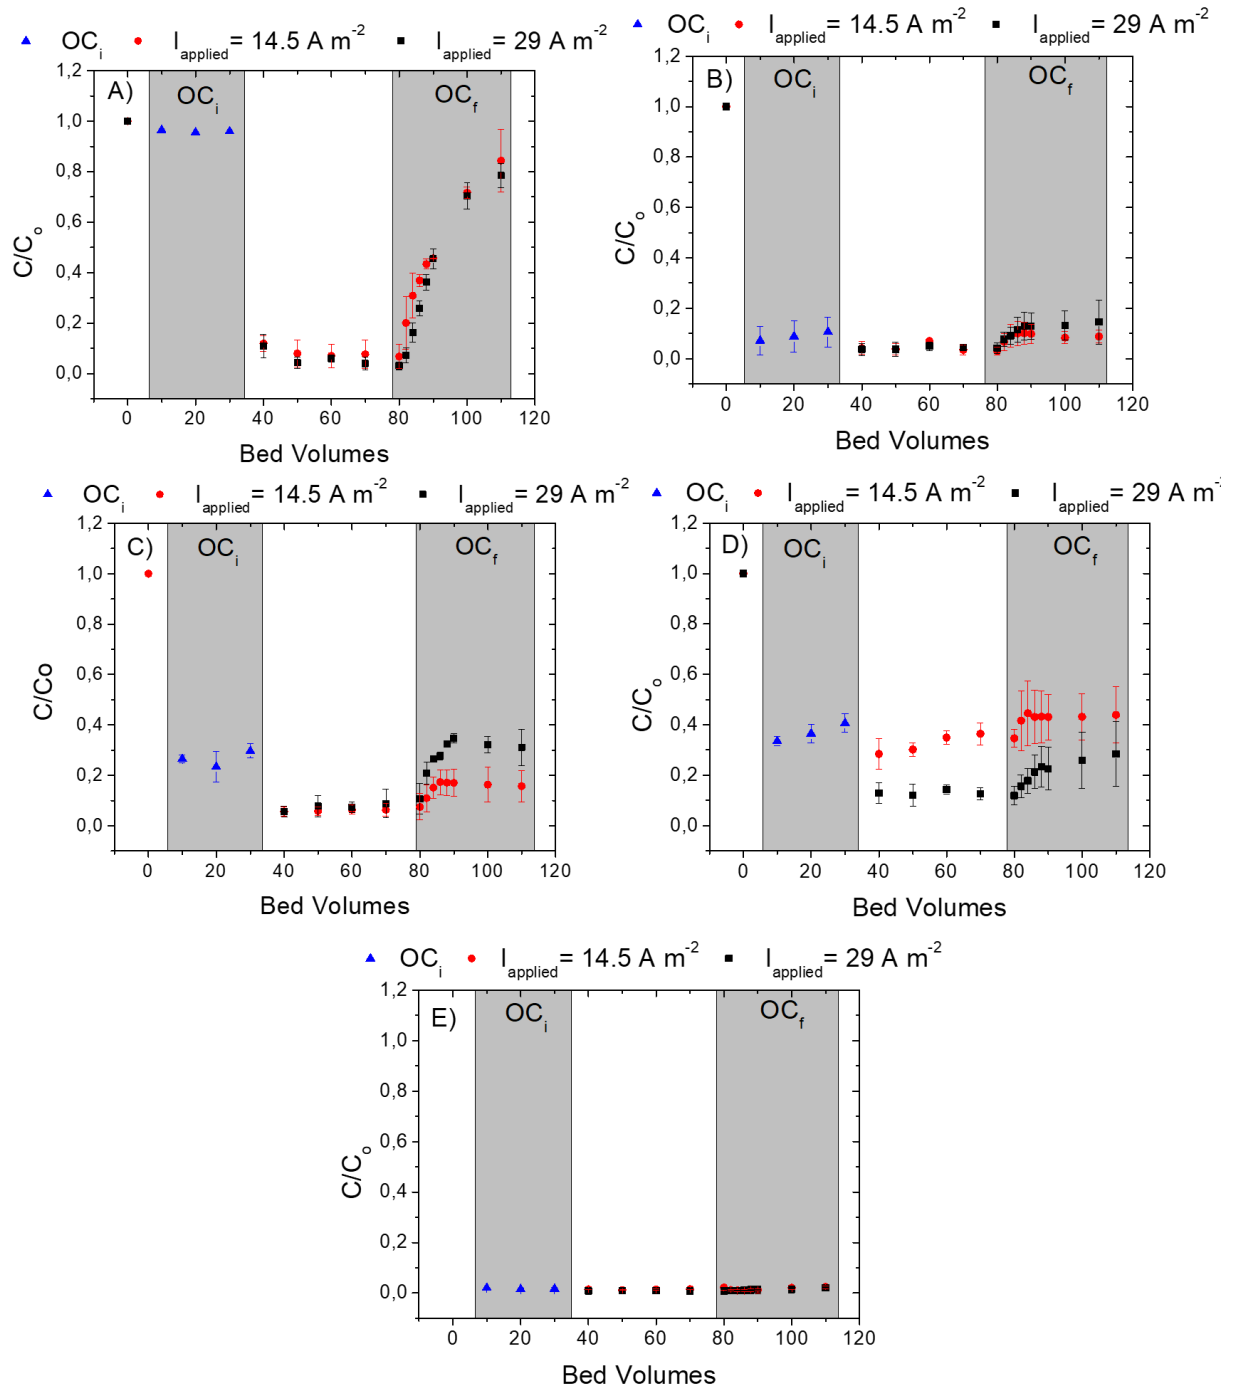 OCi Iapplied= 14.5 A m-2 Iapplied= 29 A m-2
A) OCi OCf
1,2
1,0
0,8
0,6
0,4
0,2
0,0
C/Co
0 20 40 60 80 100 120
Bed Volumes
OCi Iapplied= 14.5 A m-2 Iapplied= 29 A m-2
B) OCi OCf
1,2
1,0
0,8
0,6
0,4
0,2
0,0
C/Co
0 20 40 60 80 100 120
Bed Volumes
OCi Iapplied= 14.5 A m-2 Iapplied= 29 A m-2
C) OCi OCf
1,2
1,0
0,8
0,6
0,4
0,2
0,0
C/Co
0 20 40 60 80 100 120
Bed Volumes
OCi Iapplied= 14.5 A m-2 Iapplied= 29 A m-2
D) OCi OCf
1,2
1,0
0,8
0,6
0,4
0,2
0,0
C/Co
0 20 40 60 80 100 120
Bed Volumes
OCi Iapplied= 14.5 A m-2 Iapplied= 29 A m-2
E) OCi OCf
1,2
1,0
0,8
0,6
0,4
0,2
0,0
C/Co
0 20 40 60 80 100 120
Bed Volumes